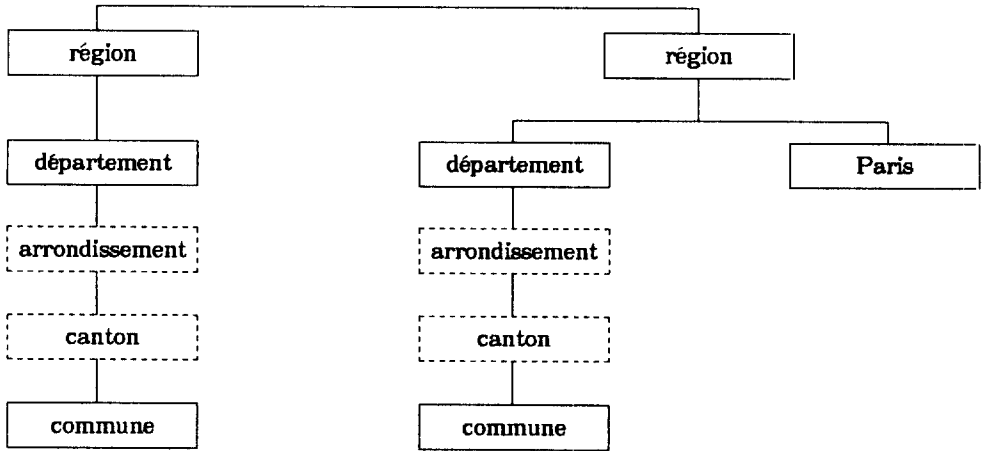 région
région
département
département
Paris
arrondissement
arrondissement
canton
canton
commune
commune